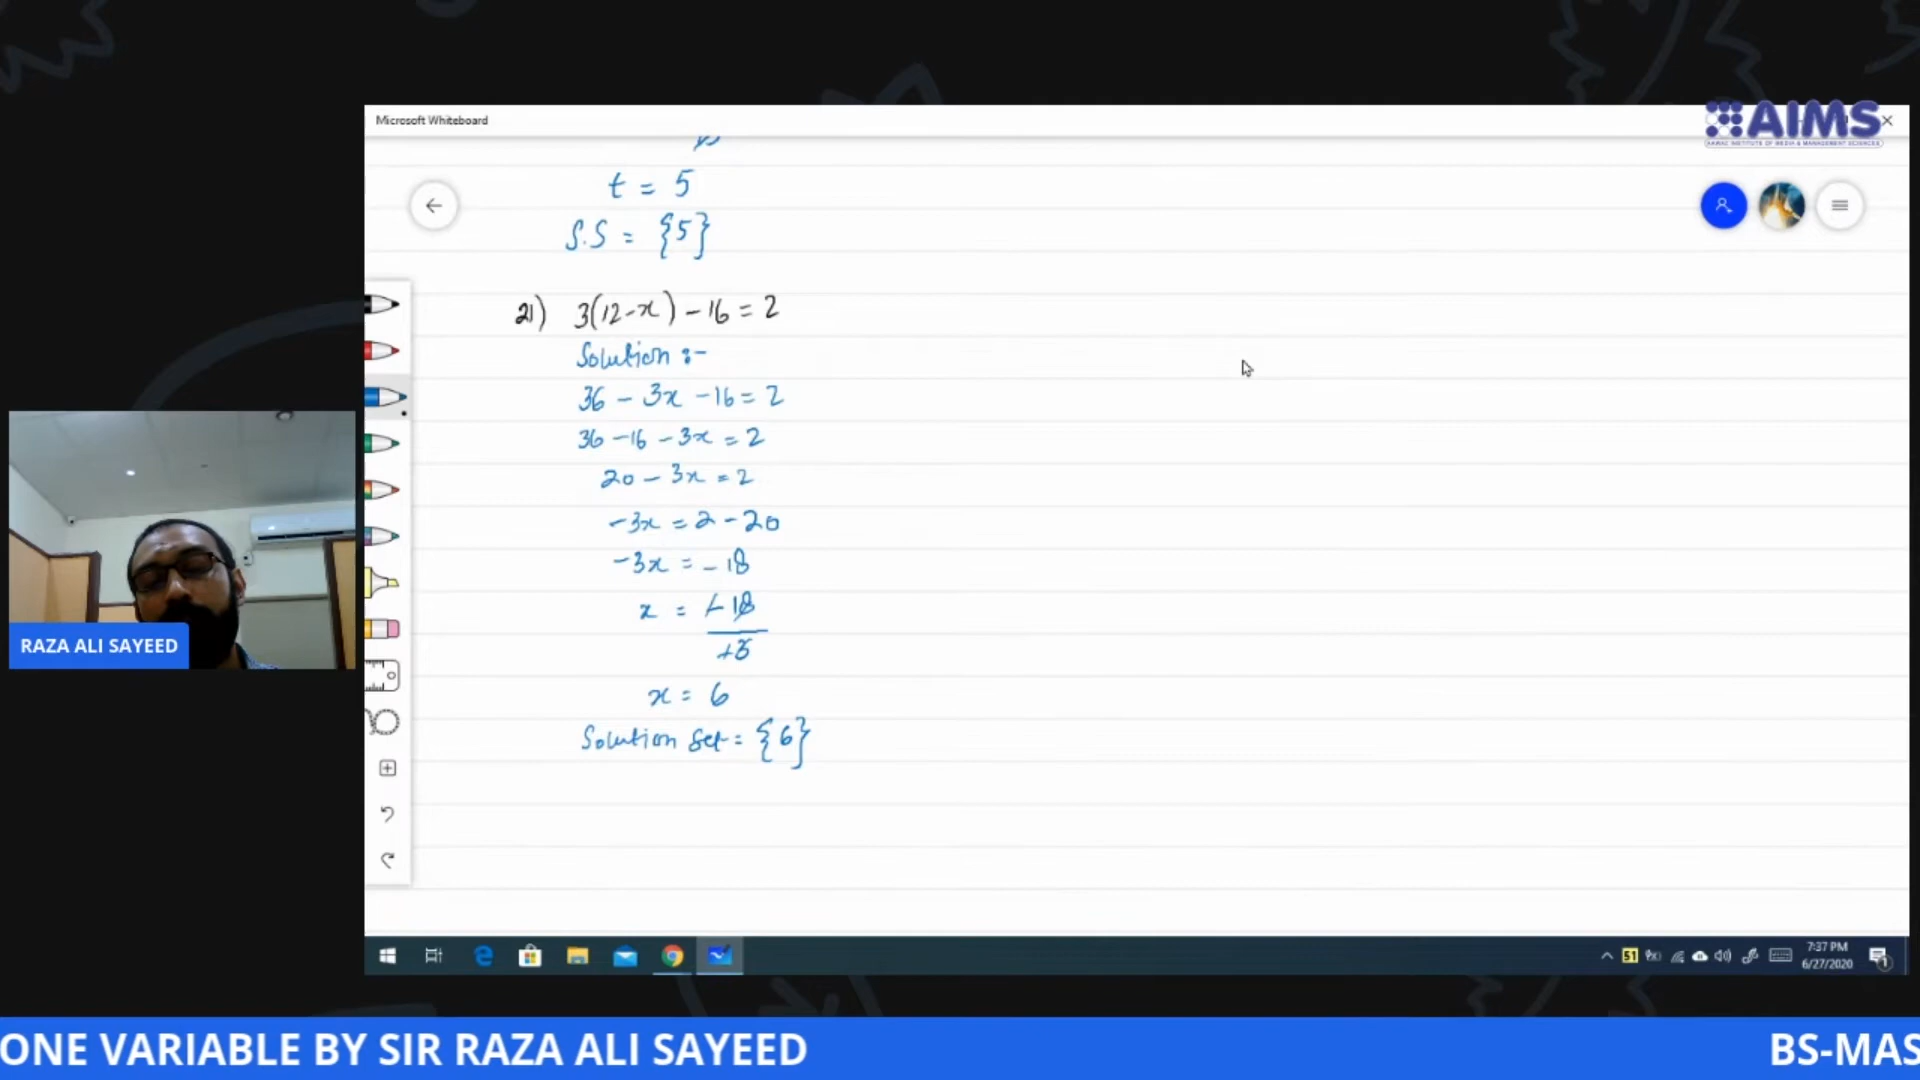 Microsoft Whiteboard
AIMS
t = 5
S.S = {5}
21) 3(12-x) - 16 = 2
Solution :-
36 - 3x - 16 = 2
36 - 16 - 3x = 2
20 - 3x = 2
-3x = 2 - 20
-3x = -18
x = -18
-3
x = 6
Solution Set = {6}
RAZA ALI SAYEED
51
7:37 PM
6/27/2020
1
ONE VARIABLE BY SIR RAZA ALI SAYEED
BS-MAS